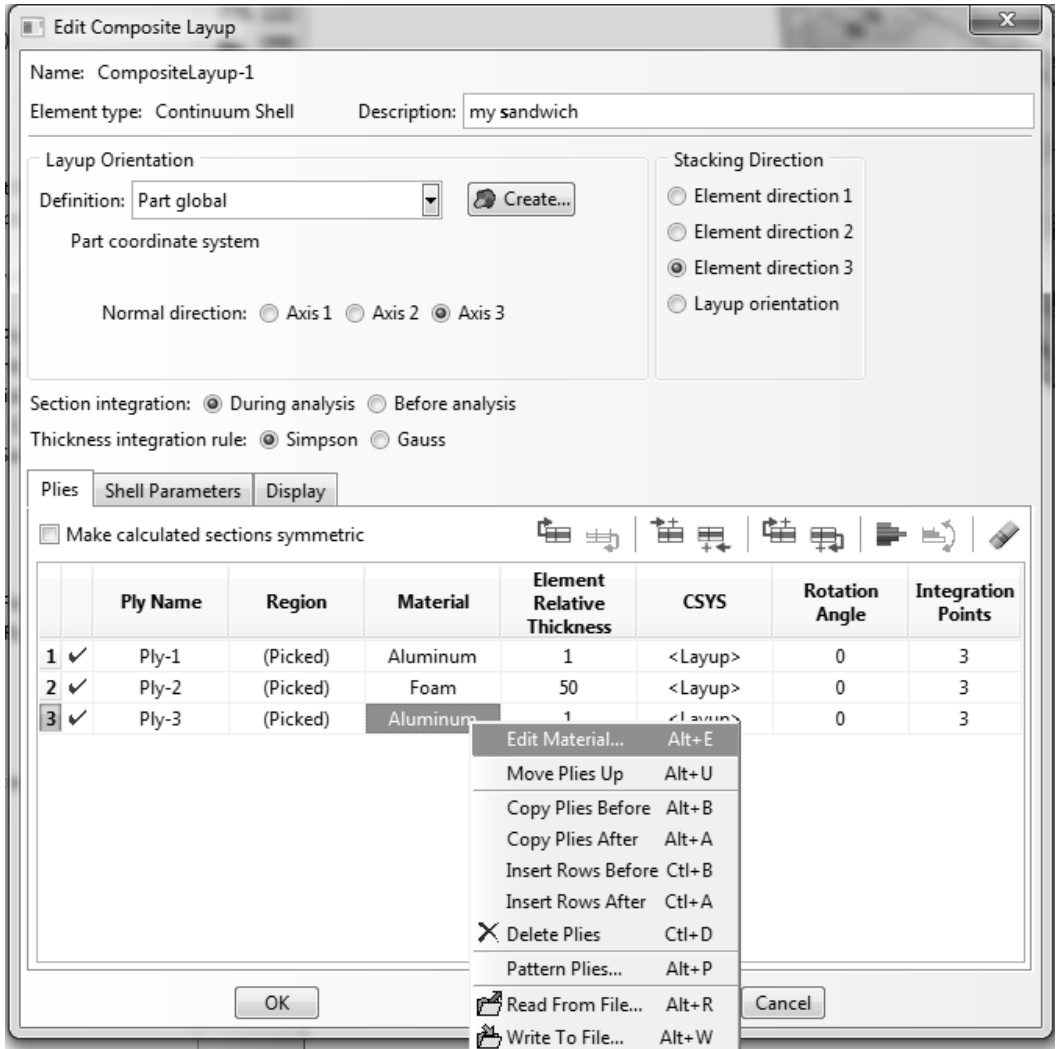 Edit Composite Layup
Name: CompositeLayup-1
Element type: Continuum Shell Description: my sandwich
Layup Orientation
Definition: Part global Create...
Part coordinate system
Normal direction: Axis 1 Axis 2 Axis 3
Stacking Direction
Element direction 1
Element direction 2
Element direction 3
Layup orientation
Section integration: During analysis Before analysis
Thickness integration rule: Simpson Gauss
Plies Shell Parameters Display
Make calculated sections symmetric
Ply Name Region Material Element Relative Thickness CSYS Rotation Angle Integration Points
1 Ply-1 (Picked) Aluminum 1 <Layup> 0 3
2 Ply-2 (Picked) Foam 50 <Layup> 0 3
3 Ply-3 (Picked) Aluminum 1 <Layup> 0 3
Edit Material... Alt+E
Move Plies Up Alt+U
Copy Plies Before Alt+B
Copy Plies After Alt+A
Insert Rows Before Ctl+B
Insert Rows After Ctl+A
Delete Plies Ctl+D
Pattern Plies... Alt+P
Read From File... Alt+R
Write To File... Alt+W
OK Cancel